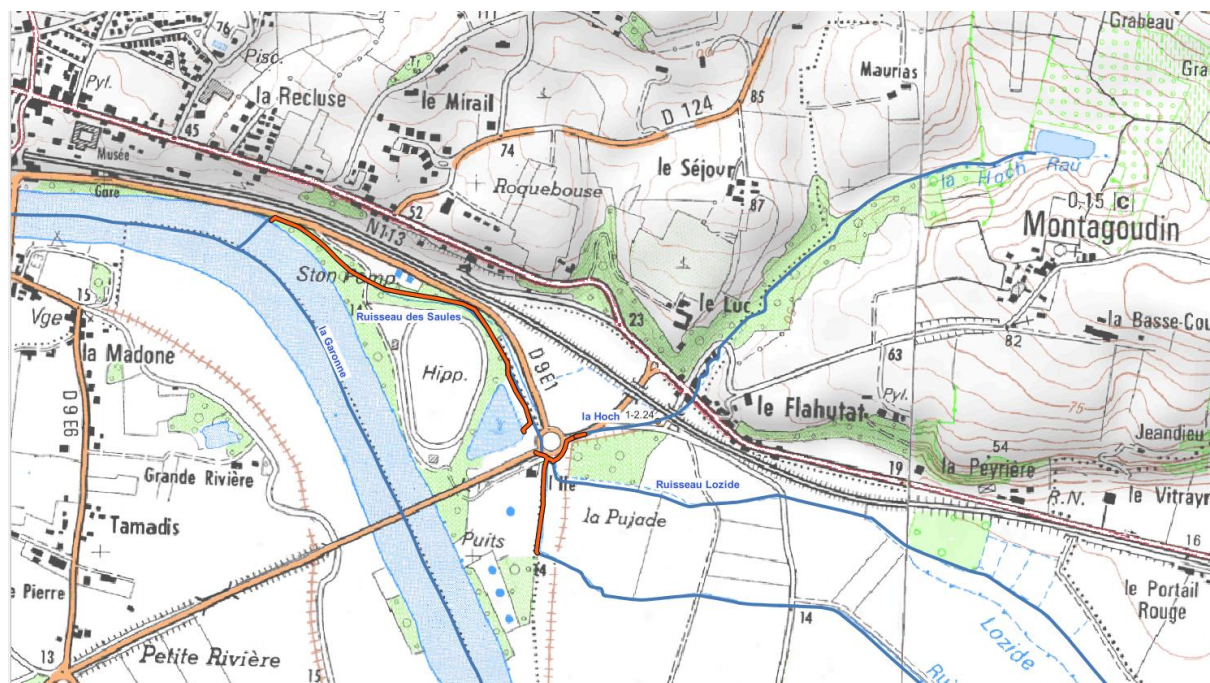 76
Pisc.
Pyl.
la Recluse
45
Musée
Gare
111
Tr
le Mirail
D 124
74
85
Maurias
Grabeau
Gra
le Séjour
87
Roquebouse
52
N113
la Hoch
Rau
0,15 C
Montagoudin
Ston Pomp.
Ruisseau des Saules
la Garonne
15
Vge
la Madone
D 9E6
Hipp.
D 9E1
23
le Luc
63
82
la Basse-Cou
Pyl.
75
la Hoch
1-2.24
le Flahutat
Jeandieu
54
19
la Peyrière
R.N.
le Vitrayr
Grande Rivière
Tamadis
Ruisseau Lozide
la Pujade
Puits
14
14
16
le Portail
Rouge
Lozide
e Pierre
13
Petite Rivière
15